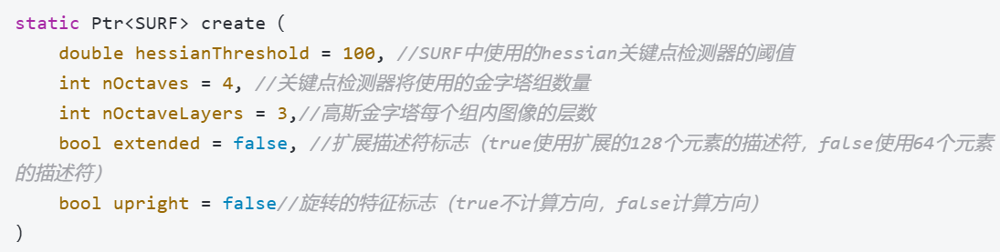 static Ptr<SURF> create (
    double hessianThreshold = 100, //SURF中使用的hessian关键点检测器的阈值
    int nOctaves = 4, //关键点检测器将使用的金字塔组数量
    int nOctaveLayers = 3,//高斯金字塔每个组内图像的层数
    bool extended = false, //扩展描述符标志（true使用扩展的128个元素的描述符，false使用64个元素
的描述符）
    bool upright = false//旋转的特征标志（true不计算方向，false计算方向）
)